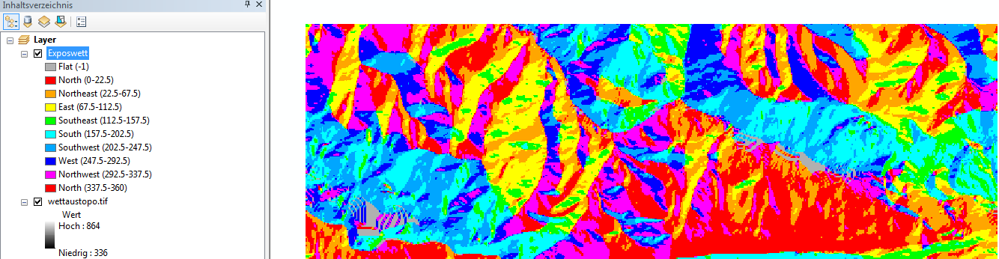 Inhaltsverzeichnis
Layer
Exposwett
Flat (-1)
North (0-22.5)
Northeast (22.5-67.5)
East (67.5-112.5)
Southeast (112.5-157.5)
South (157.5-202.5)
Southwest (202.5-247.5)
West (247.5-292.5)
Northwest (292.5-337.5)
North (337.5-360)
wettaustopo.tif
Wert
Hoch : 864
Niedrig : 336